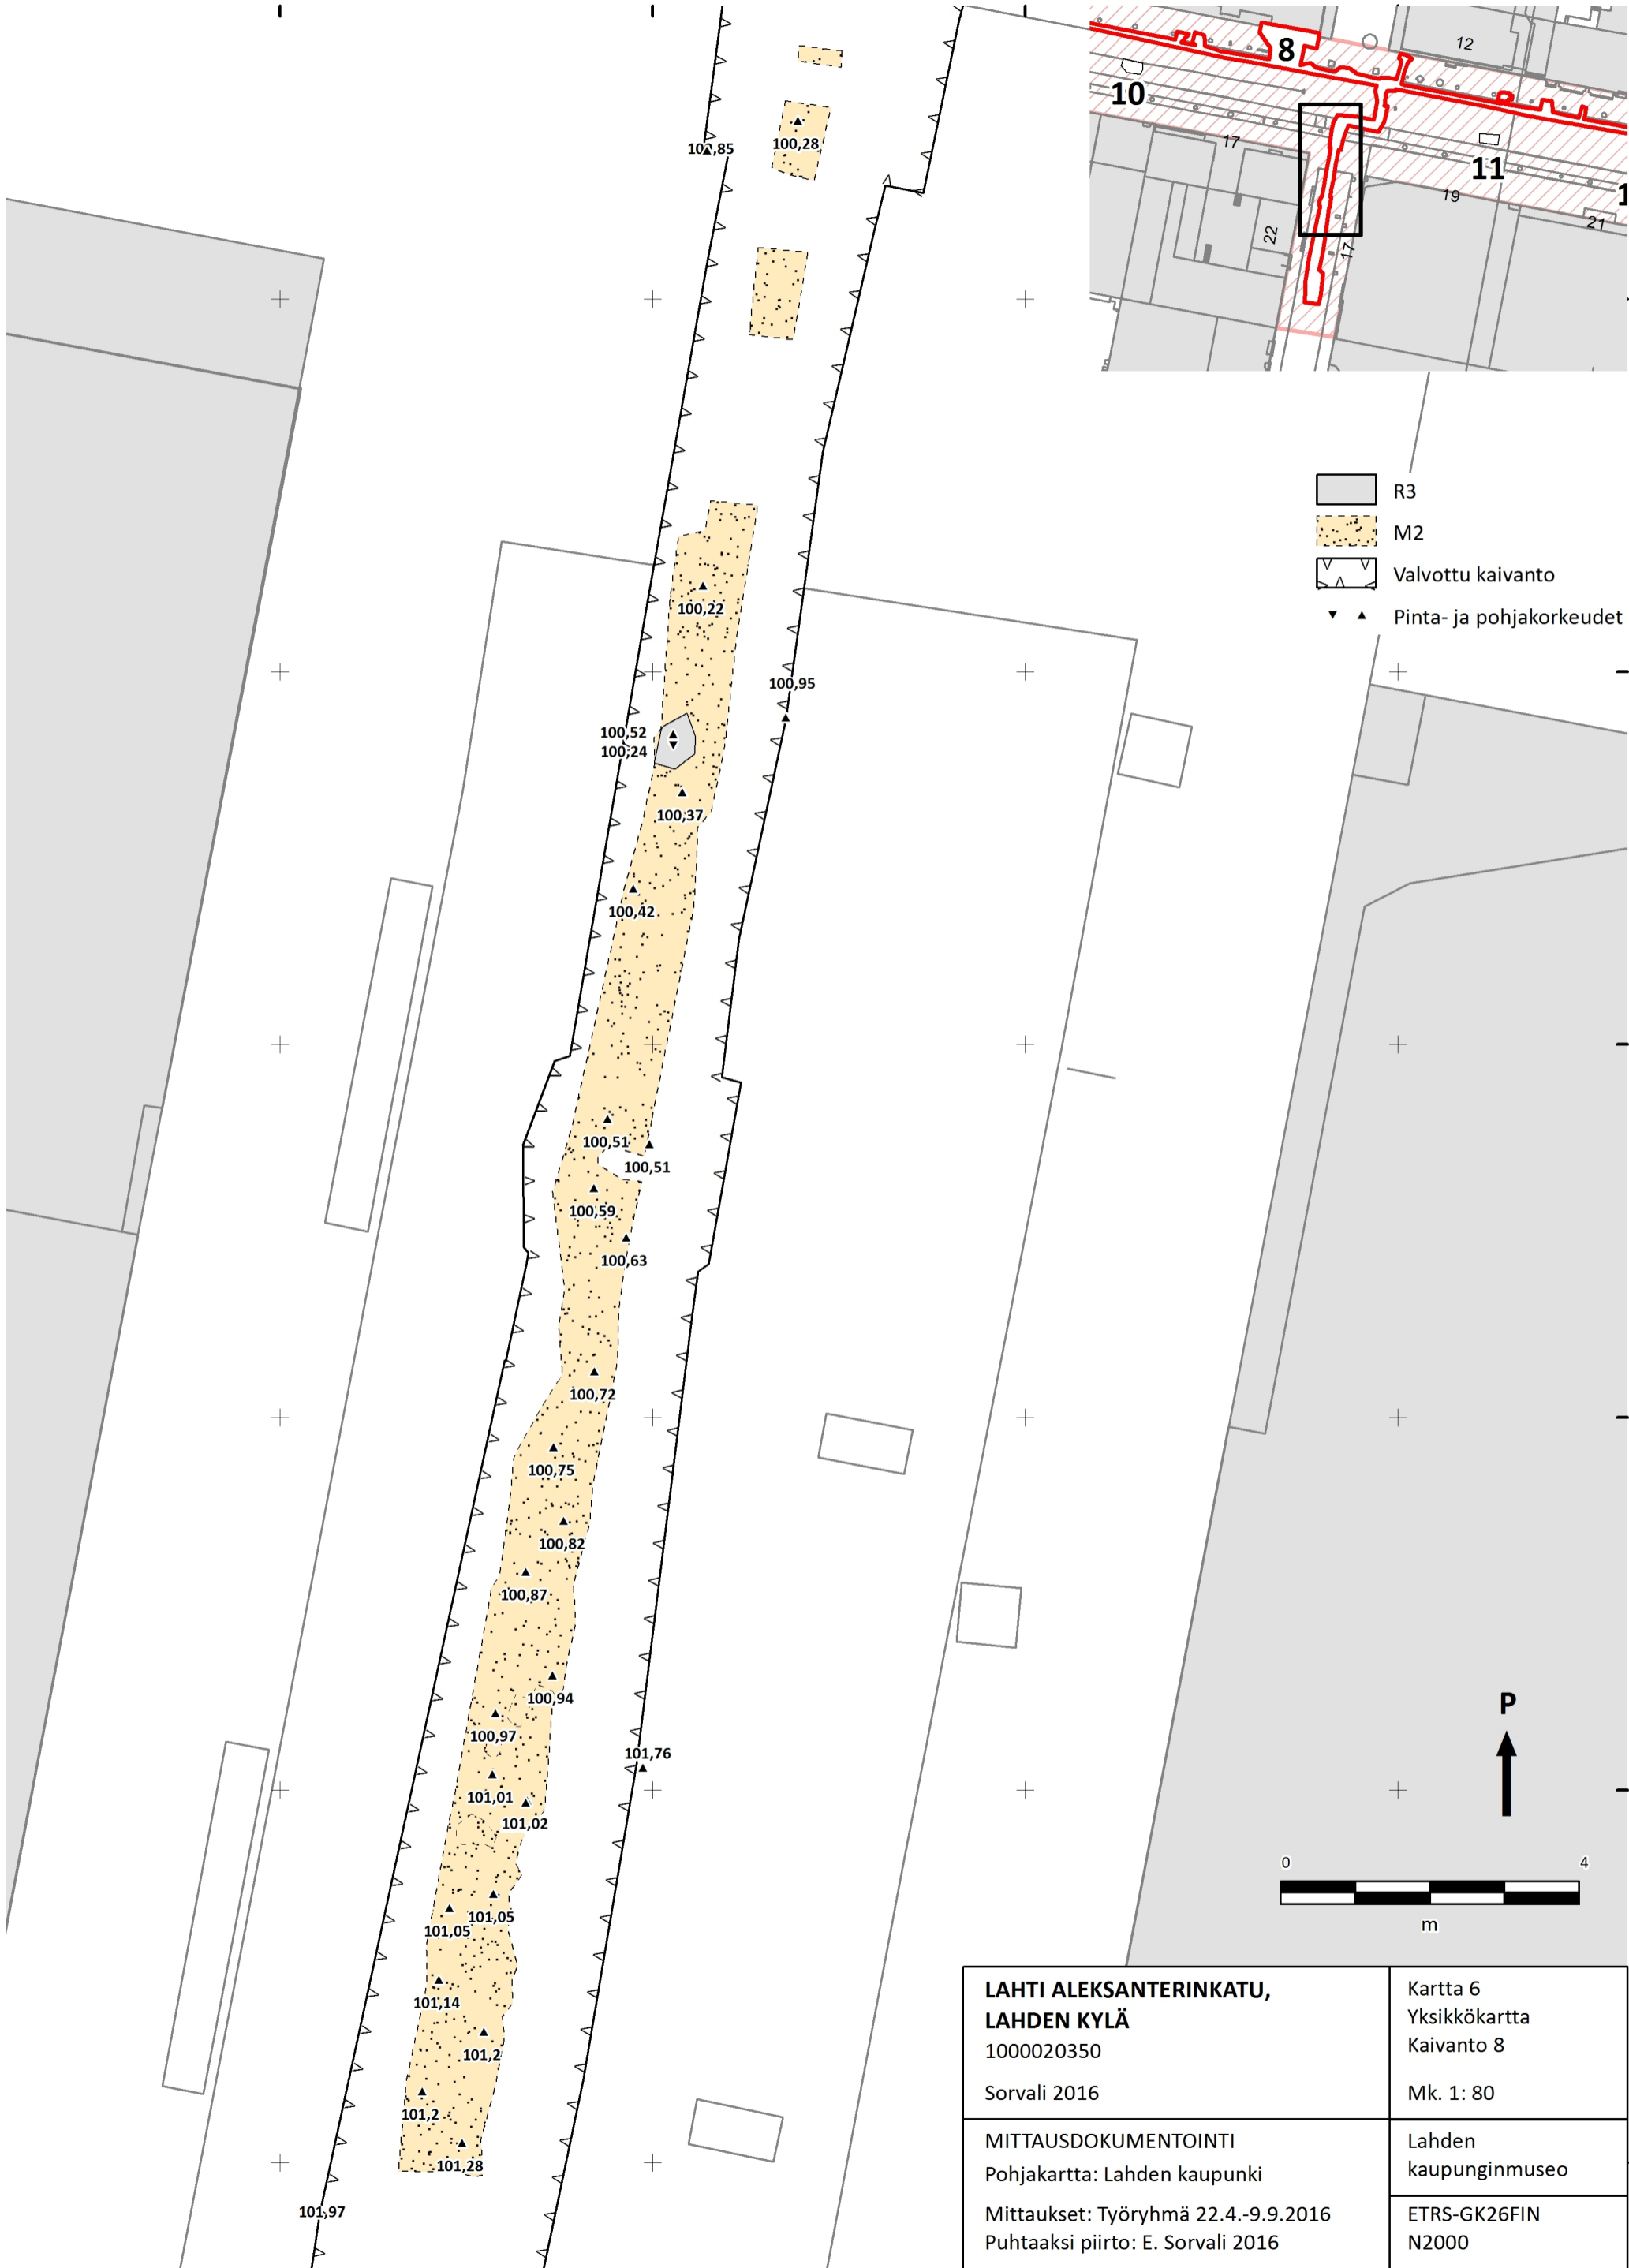 8
12
10
17
11
19
1
21
22
17
100,28
R3
M2
Valvottu kaivanto
Pinta- ja pohjakorkeudet
100,22
100,95
100,52
100,24
100,37
100,42
100,51
100,51
100,59
100,63
100,72
100,75
100,82
100,87
100,94
100,97
101,76
101,01
101,02
101,05
101,05
101,14
101,2
101,2
101,28
101,97
P
0 4
m
LAHTI ALEKSANTERINKATU,
LAHDEN KYLÄ
1000020350
Sorvali 2016
Kartta 6
Yksikkökartta
Kaivanto 8
Mk. 1: 80
MITTAUSDOKUMENTOINTI
Pohjakartta: Lahden kaupunki
Mittaukset: Työryhmä 22.4.-9.9.2016
Puhtaaksi piirto: E. Sorvali 2016
Lahden
kaupunginmuseo
ETRS-GK26FIN
N2000